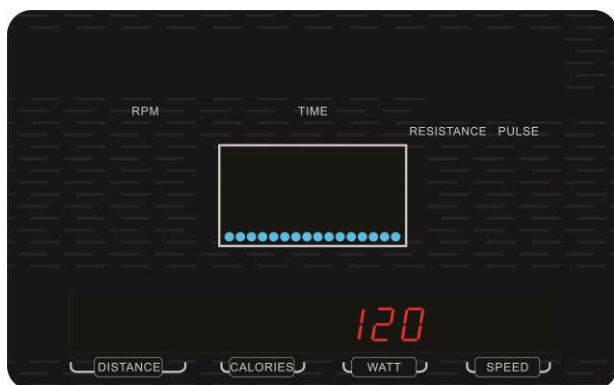 RPM TIME
RESISTANCE PULSE
120
DISTANCE CALORIES WATT SPEED